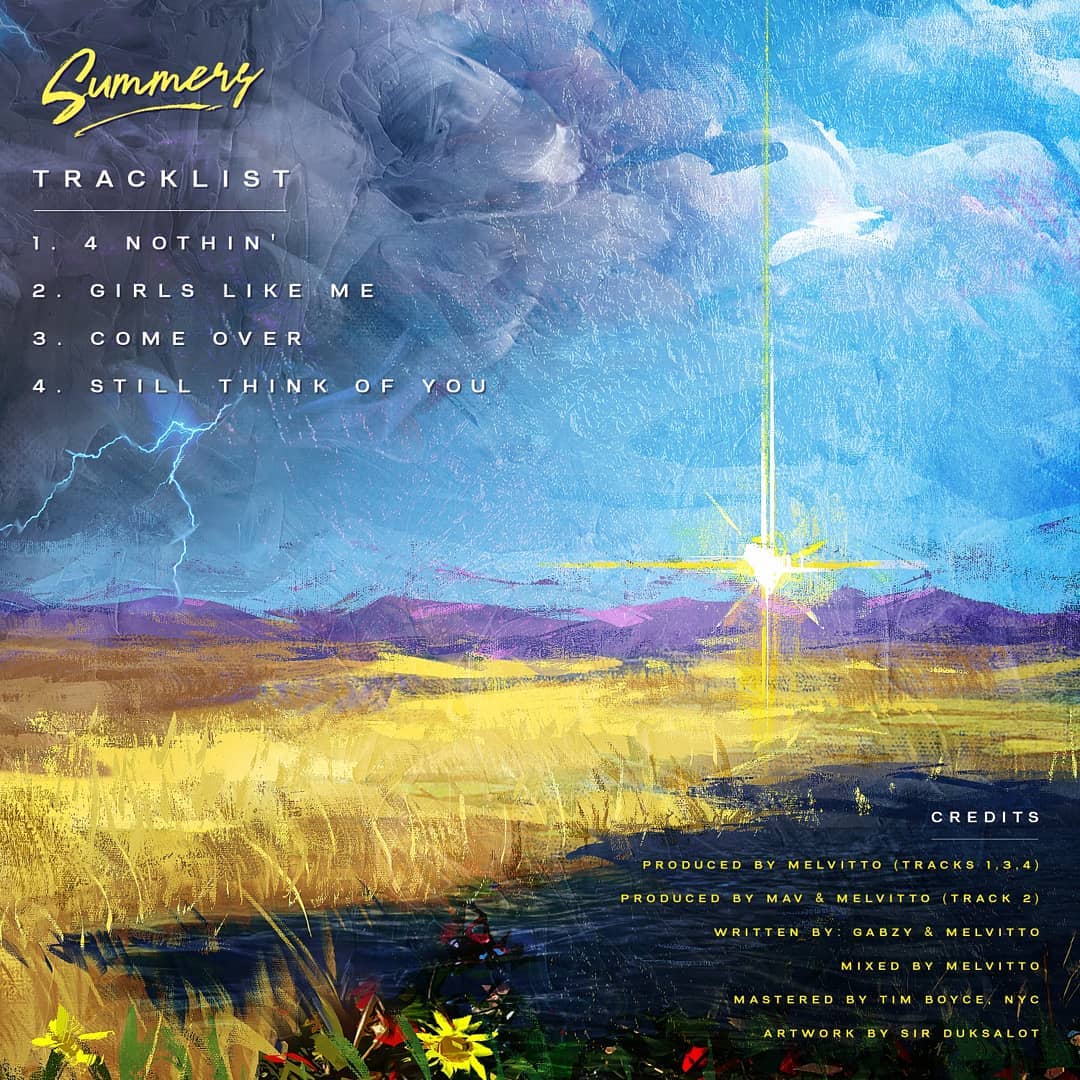 Summers
TRACKLIST
1. 4 NOTHIN'
2. GIRLS LIKE ME
3. COME OVER
4. STILL THINK OF YOU
CREDITS
PRODUCED BY MELVITTO (TRACKS 1,3,4)
PRODUCED BY MAV & MELVITTO (TRACK 2)
WRITTEN BY: GABZY & MELVITTO
MIXED BY MELVITTO
MASTERED BY TIM BOYCE, NYC
ARTWORK BY SIR DUKSALOT